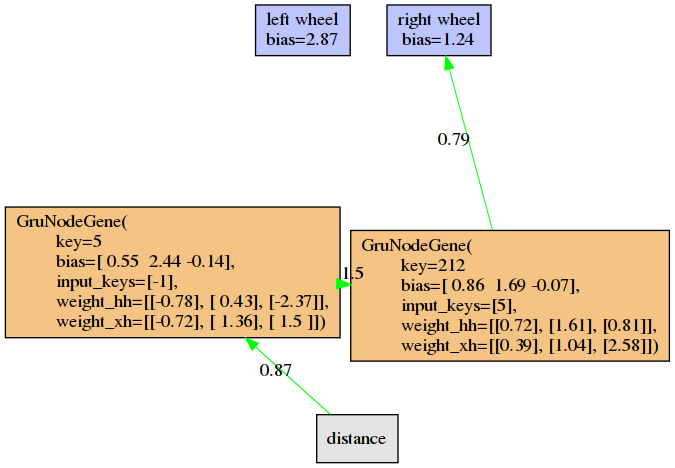 left wheel
bias=2.87
right wheel
bias=1.24
0.79
GruNodeGene(
key=5
bias=[ 0.55 2.44 -0.14],
input_keys=[-1],
weight_hh=[[-0.78], [ 0.43], [-2.37]],
weight_xh=[[-0.72], [ 1.36], [ 1.5 ]])
1.5
GruNodeGene(
key=212
bias=[ 0.86 1.69 -0.07],
input_keys=[5],
weight_hh=[[0.72], [1.61], [0.81]],
weight_xh=[[0.39], [1.04], [2.58]])
0.87
distance